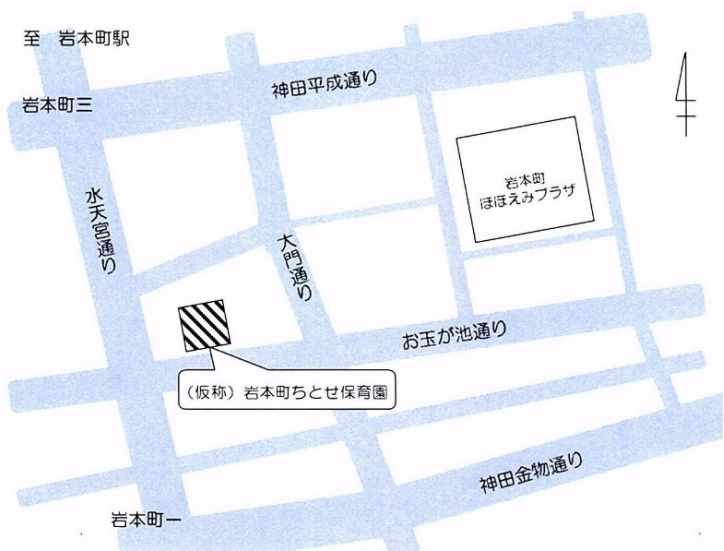 至 岩本町駅
神田平成通り
岩本町三
岩本町
ほほえみプラザ
水天宮通り
大門通り
お玉が池通り
（仮称）岩本町ちとせ保育園
神田金物通り
岩本町一